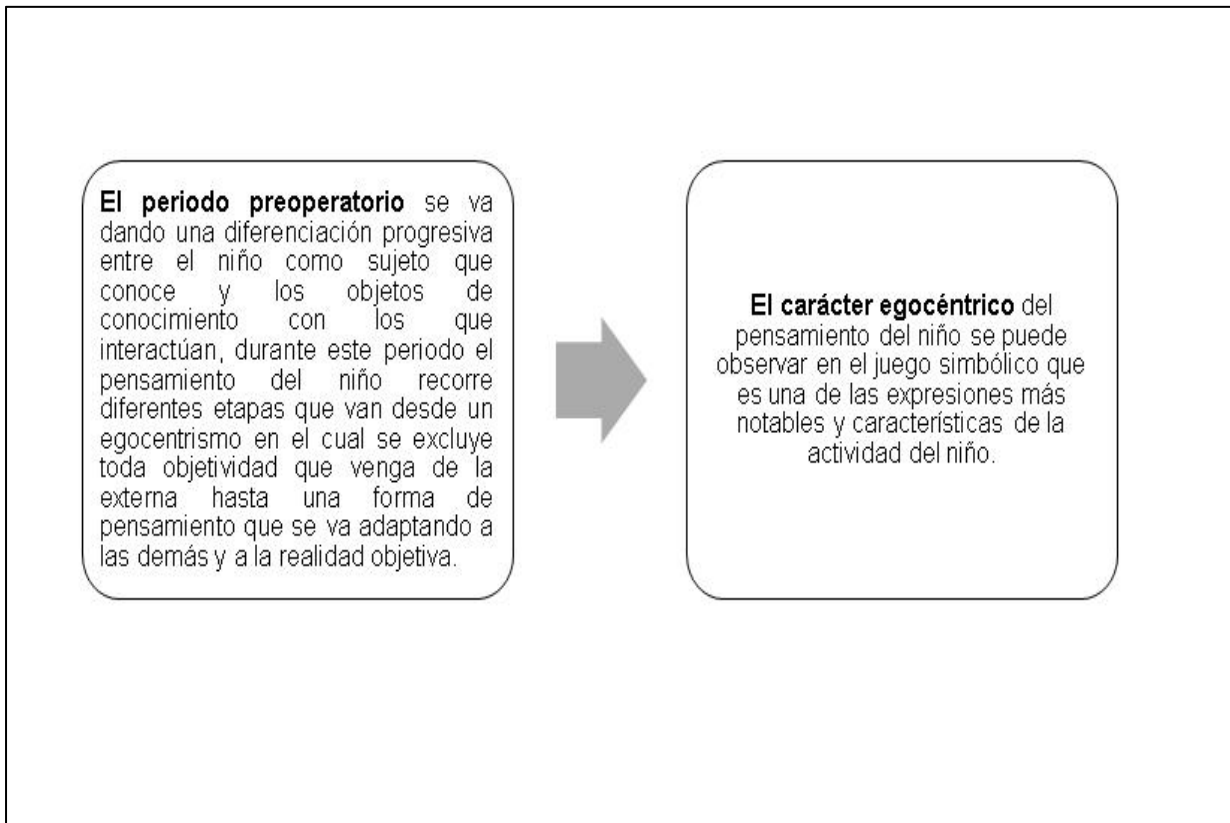 El periodo preoperatorio se va
dando una diferenciación progresiva
entre el niño como sujeto que
conoce y los objetos de
conocimiento con los que
interactúan, durante este periodo el
pensamiento del niño recorre
diferentes etapas que van desde un
egocentrismo en el cual se excluye
toda objetividad que venga de la
externa hasta una forma de
pensamiento que se va adaptando a
las demás y a la realidad objetiva.
El carácter egocéntrico del
pensamiento del niño se puede
observar en el juego simbólico que
es una de las expresiones más
notables y características de la
actividad del niño.